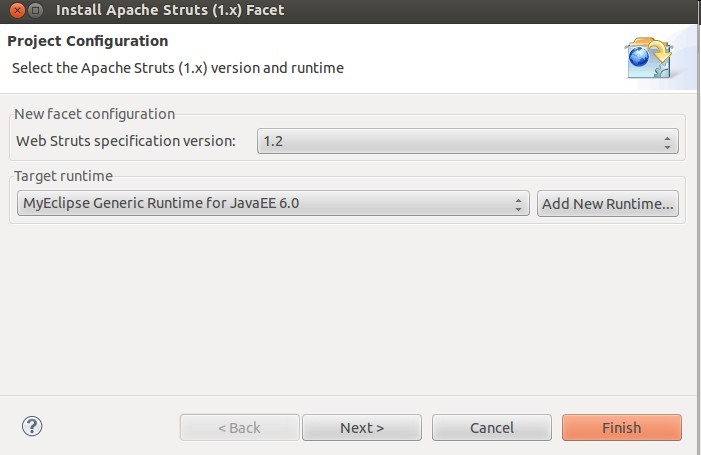 Install Apache Struts (1.x) Facet
Project Configuration
Select the Apache Struts (1.x) version and runtime
New facet configuration
Web Struts specification version: 1.2
Target runtime
MyEclipse Generic Runtime for JavaEE 6.0 Add New Runtime...
? < Back Next > Cancel Finish